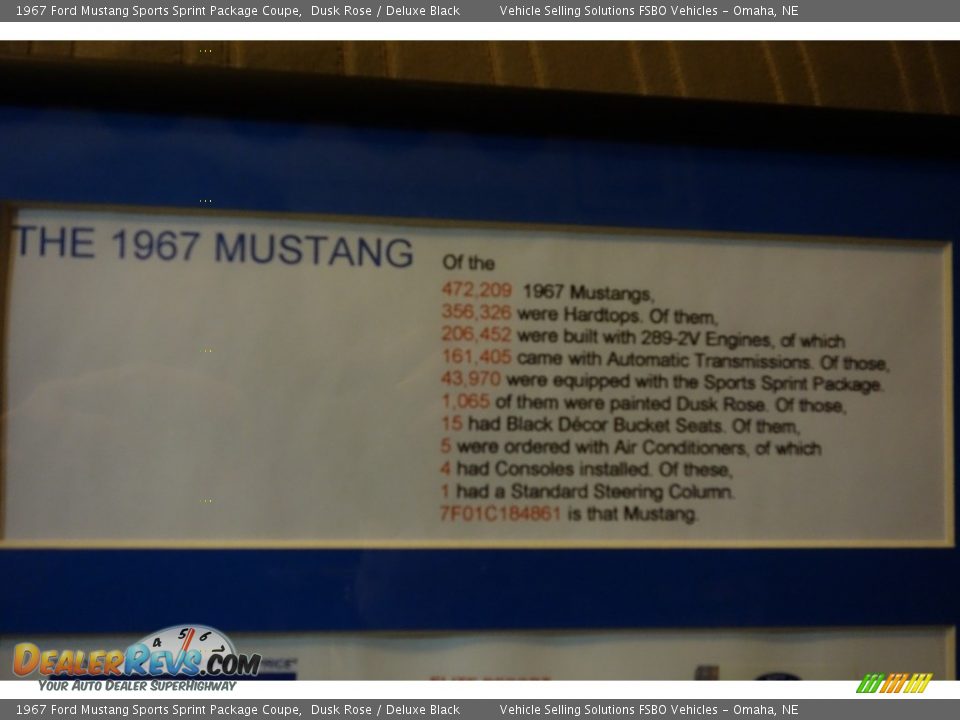 1967 Ford Mustang Sports Sprint Package Coupe, Dusk Rose / Deluxe Black Vehicle Selling Solutions FSBO Vehicles - Omaha, NE
THE 1967 MUSTANG
Of the
472,209 1967 Mustangs,
356,326 were Hardtops. Of them,
206,452 were built with 289-2V Engines, of which
161,405 came with Automatic Transmissions. Of those,
43,970 were equipped with the Sports Sprint Package.
1,065 of them were painted Dusk Rose. Of those,
15 had Black Décor Bucket Seats. Of them,
5 were ordered with Air Conditioners, of which
4 had Consoles installed. Of these,
1 had a Standard Steering Column.
7F01C184861 is that Mustang.
4 5 6 7
DEALERREVS.COM
YOUR AUTO DEALER SUPERHIGHWAY
1967 Ford Mustang Sports Sprint Package Coupe, Dusk Rose / Deluxe Black Vehicle Selling Solutions FSBO Vehicles - Omaha, NE